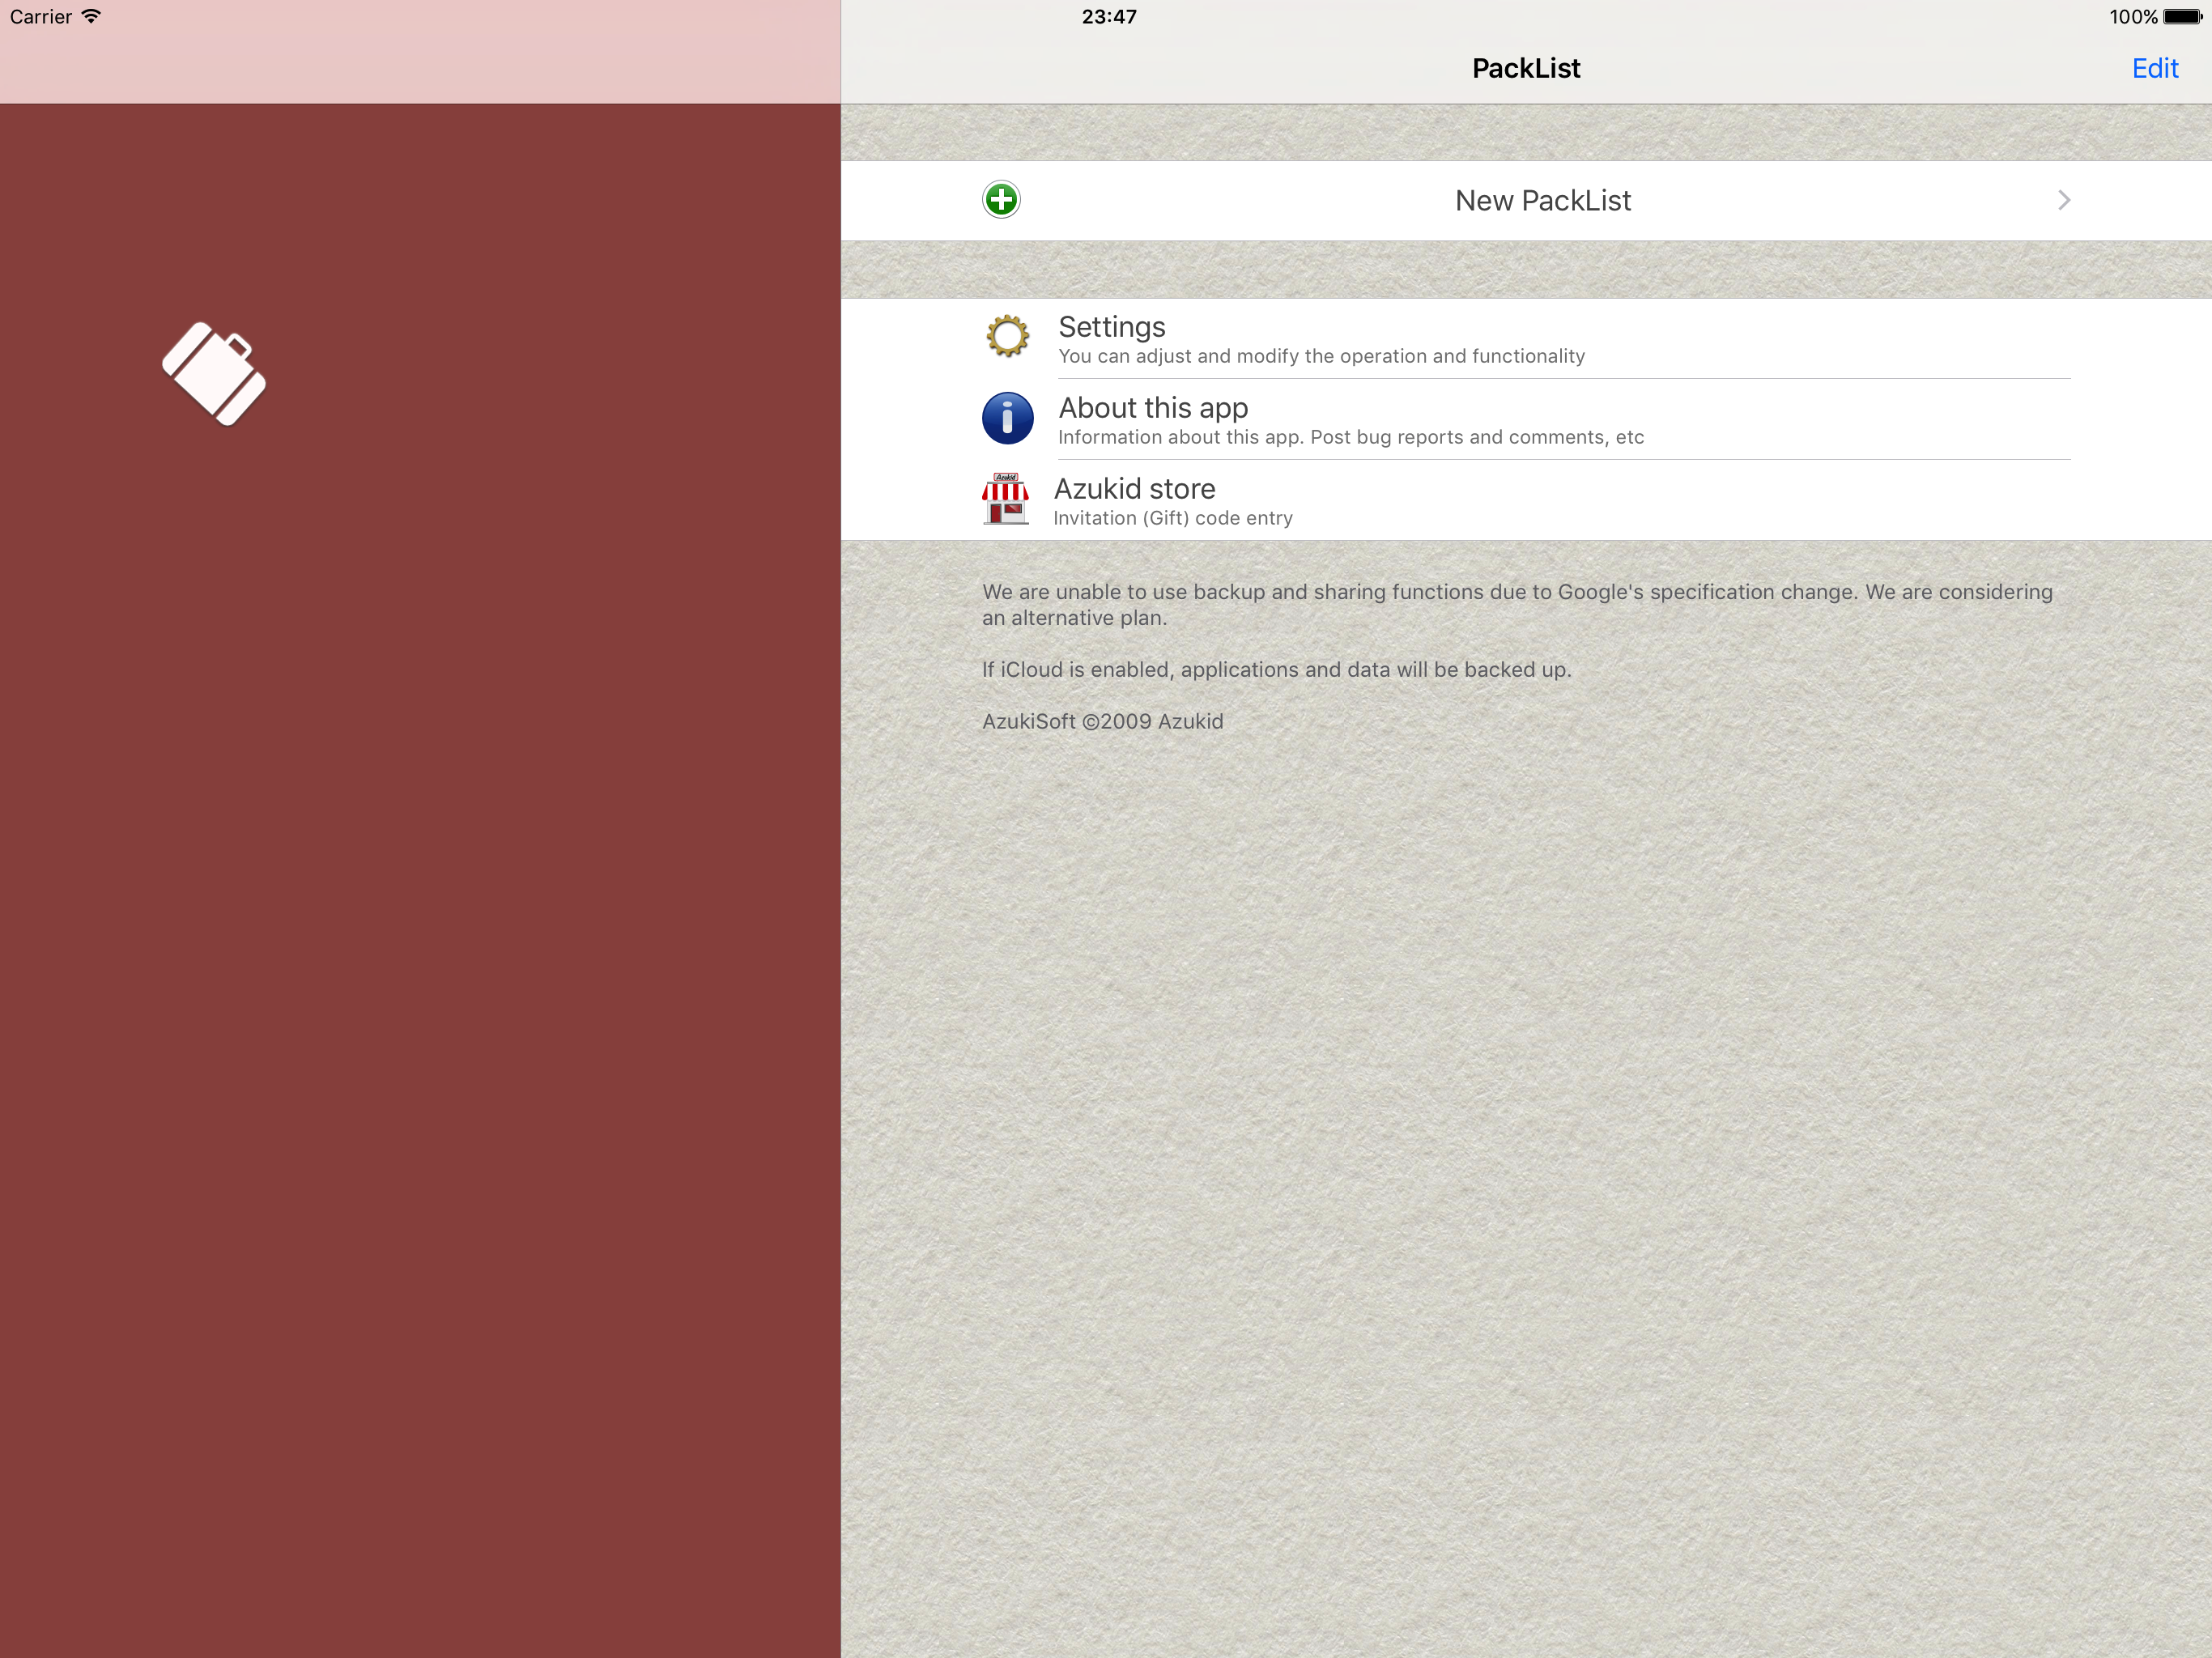 Carrier
23:47
100%
PackList
Edit
New PackList
Settings
You can adjust and modify the operation and functionality
About this app
Information about this app. Post bug reports and comments, etc
Azukid
Azukid store
Invitation (Gift) code entry
We are unable to use backup and sharing functions due to Google's specification change. We are considering
an alternative plan.
If iCloud is enabled, applications and data will be backed up.
AzukiSoft ©2009 Azukid